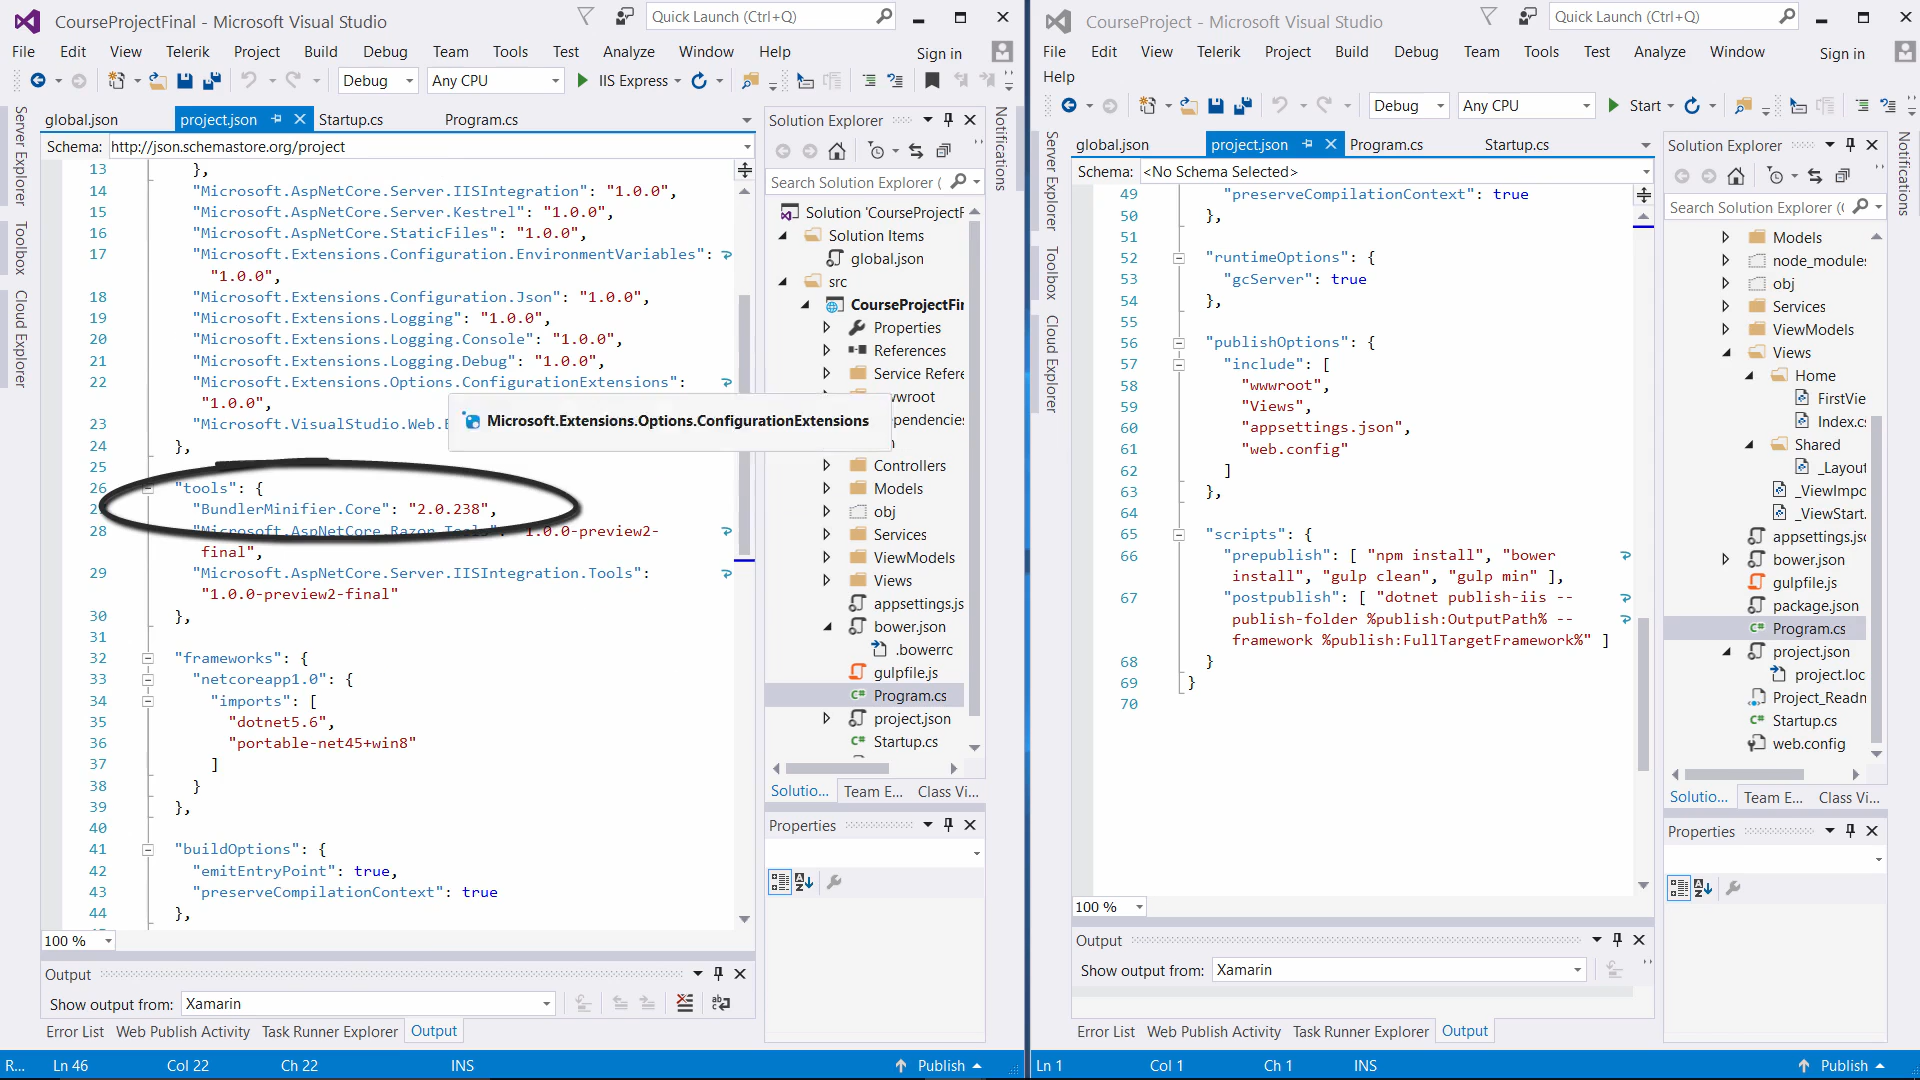 CourseProjectFinal - Microsoft Visual Studio
Quick Launch (Ctrl+Q)
File Edit View Telerik Project Build Debug Team Tools Test Analyze Window Help
Sign in
Debug Any CPU IIS Express
Server Explorer
Toolbox
Cloud Explorer
global.json project.json Startup.cs Program.cs
Schema: http://json.schemastore.org/project
13 },
14 "Microsoft.AspNetCore.Server.IISIntegration": "1.0.0",
15 "Microsoft.AspNetCore.Server.Kestrel": "1.0.0",
16 "Microsoft.AspNetCore.StaticFiles": "1.0.0",
17 "Microsoft.Extensions.Configuration.EnvironmentVariables":
"1.0.0",
18 "Microsoft.Extensions.Configuration.Json": "1.0.0",
19 "Microsoft.Extensions.Logging": "1.0.0",
20 "Microsoft.Extensions.Logging.Console": "1.0.0",
21 "Microsoft.Extensions.Logging.Debug": "1.0.0",
22 "Microsoft.Extensions.Options.ConfigurationExtensions":
"1.0.0",
Microsoft.Extensions.Options.ConfigurationExtensions
23 "Microsoft.VisualStudio.Web.
24 },
25
26 "tools": {
"BundlerMinifier.Core": "2.0.238",
28 "Microsoft.AspNetCore.Razor.Tools": "1.0.0-preview2-
final",
29 "Microsoft.AspNetCore.Server.IISIntegration.Tools":
"1.0.0-preview2-final"
30 },
31
32 "frameworks": {
33 "netcoreapp1.0": {
34 "imports": [
35 "dotnet5.6",
36 "portable-net45+win8"
37 ]
38 }
39 },
40
41 "buildOptions": {
42 "emitEntryPoint": true,
43 "preserveCompilationContext": true
44 },
100 %
Output
Show output from: Xamarin
Error List Web Publish Activity Task Runner Explorer Output
R... Ln 46 Col 22 Ch 22 INS Publish
Solution Explorer
Search Solution Explorer (
Solution 'CourseProjectF
Solution Items
global.json
src
CourseProjectFin
Properties
References
Service Refere
wwroot
pendencies
Controllers
Models
obj
Services
ViewModels
Views
appsettings.js
bower.json
.bowerrc
gulpfile.js
Program.cs
project.json
Startup.cs
Solutio... Team E... Class Vi...
Properties
Notifications
CourseProject - Microsoft Visual Studio
Quick Launch (Ctrl+Q)
File Edit View Telerik Project Build Debug Team Tools Test Analyze Window
Sign in
Help
Debug Any CPU Start
Server Explorer
Toolbox
Cloud Explorer
global.json project.json Program.cs Startup.cs
Schema: <No Schema Selected>
49 "preserveCompilationContext": true
50 },
51
52 "runtimeOptions": {
53 "gcServer": true
54 },
55
56 "publishOptions": {
57 "include": [
58 "wwwroot",
59 "Views",
60 "appsettings.json",
61 "web.config"
62 ]
63 },
64
65 "scripts": {
66 "prepublish": [ "npm install", "bower
install", "gulp clean", "gulp min" ],
67 "postpublish": [ "dotnet publish-iis --
publish-folder %publish:OutputPath% --
framework %publish:FullTargetFramework%" ]
68 }
69 }
70
100 %
Output
Show output from: Xamarin
Error List Web Publish Activity Task Runner Explorer Output
Ln 1 Col 1 Ch 1 INS Publish
Solution Explorer
Search Solution Explorer (C
Models
node_modules
obj
Services
ViewModels
Views
Home
FirstVie
Index.cs
Shared
_Layout
_ViewImpo
_ViewStart.
appsettings.jso
bower.json
gulpfile.js
package.json
Program.cs
project.json
project.loc
Project_Readn
Startup.cs
web.config
Solutio... Team E... Class Vi...
Properties
Notifications